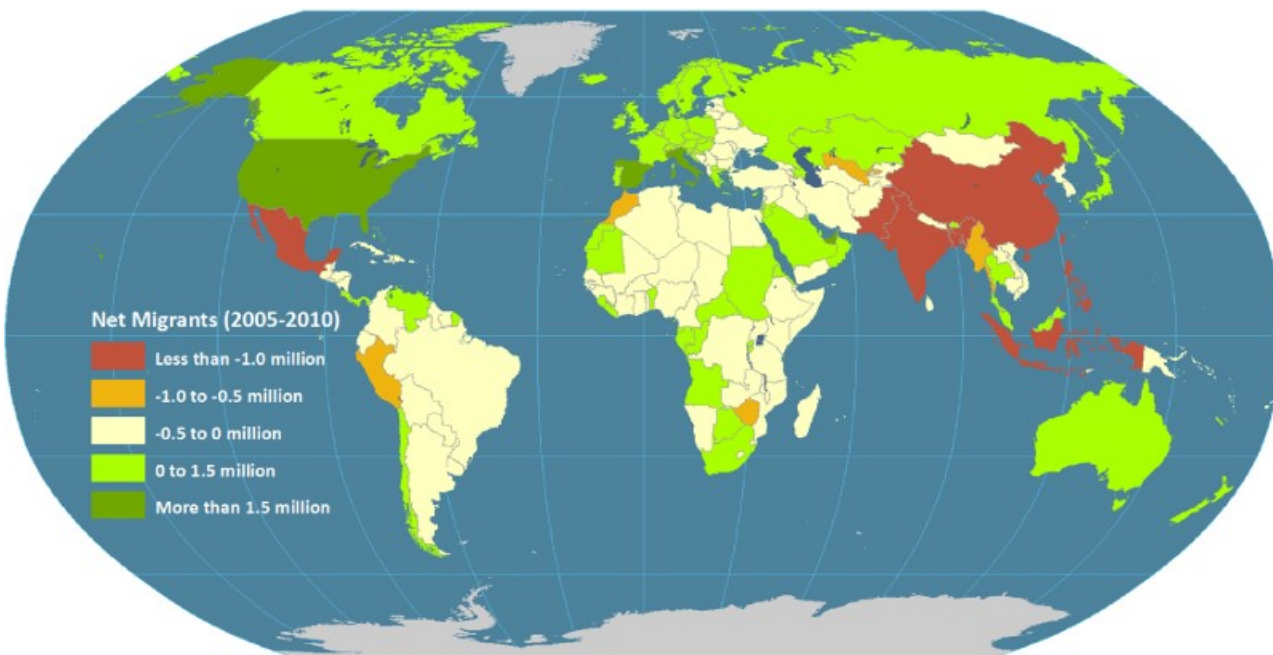 Net Migrants (2005-2010)
Less than -1.0 million
-1.0 to -0.5 million
-0.5 to 0 million
0 to 1.5 million
More than 1.5 million